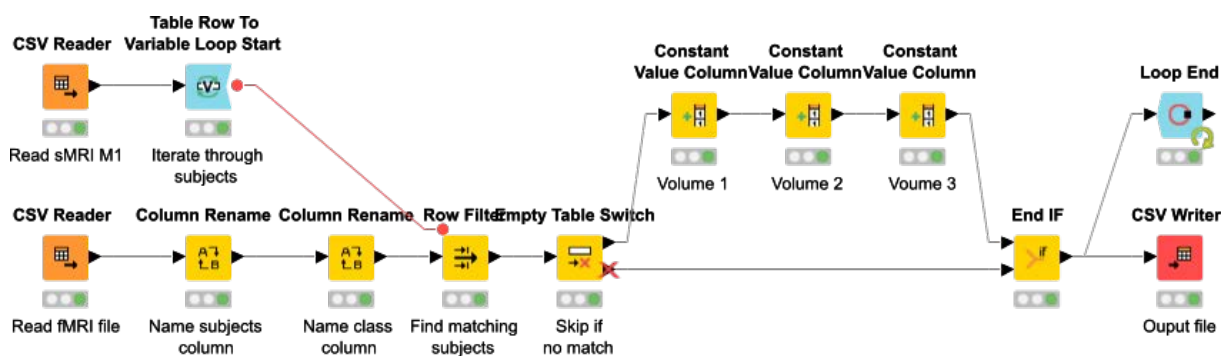 Table Row To
CSV Reader Variable Loop Start
Read sMRI M1
Iterate through
subjects
Constant Constant Constant
Value Column Value Column Value Column
Volume 1 Volume 2 Voume 3
Loop End
CSV Reader Column Rename Column Rename Row Filter Empty Table Switch
Read fMRI file
Name subjects
column
Name class
column
Find matching
subjects
Skip if
no match
End IF
if
CSV Writer
Ouput file